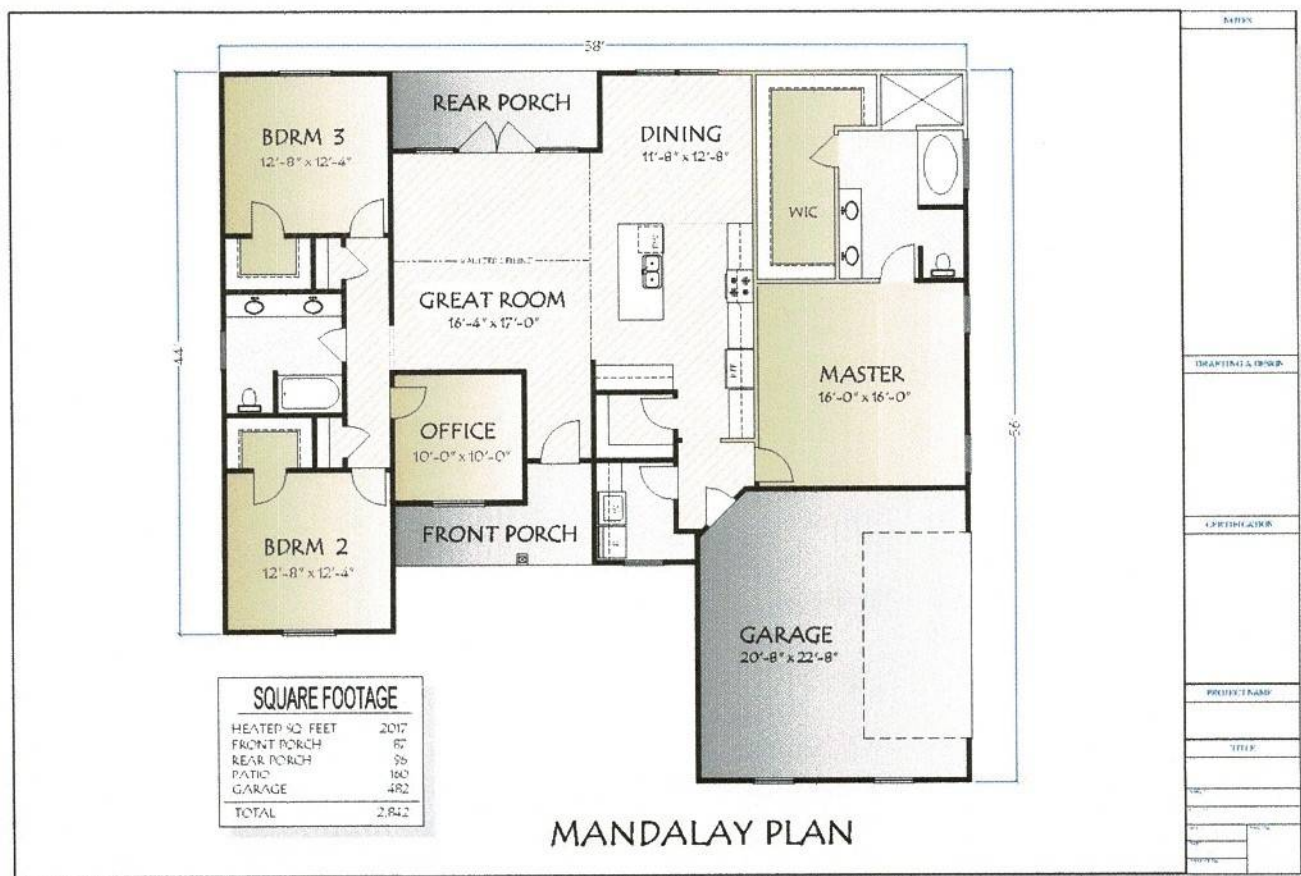 58'
NOTES
REAR PORCH
BDRM 3
12'-8" x 12'-4"
DINING
11'-8" x 12'-8"
WIC
VAULTED CEILING
GREAT ROOM
16'-4" x 17'-0"
44'
MASTER
16'-0" x 16'-0"
DRAFTING & DESIGN
56'
OFFICE
10'-0" x 10'-0"
FRONT PORCH
BDRM 2
12'-8" x 12'-4"
CERTIFICATION
GARAGE
20'-8" x 22'-8"
PROJECT NAME
TITLE
SQUARE FOOTAGE
HEATED SQ. FEET 2017
FRONT PORCH 87
REAR PORCH 96
PATIO 160
GARAGE 482
TOTAL 2,842
MANDALAY PLAN